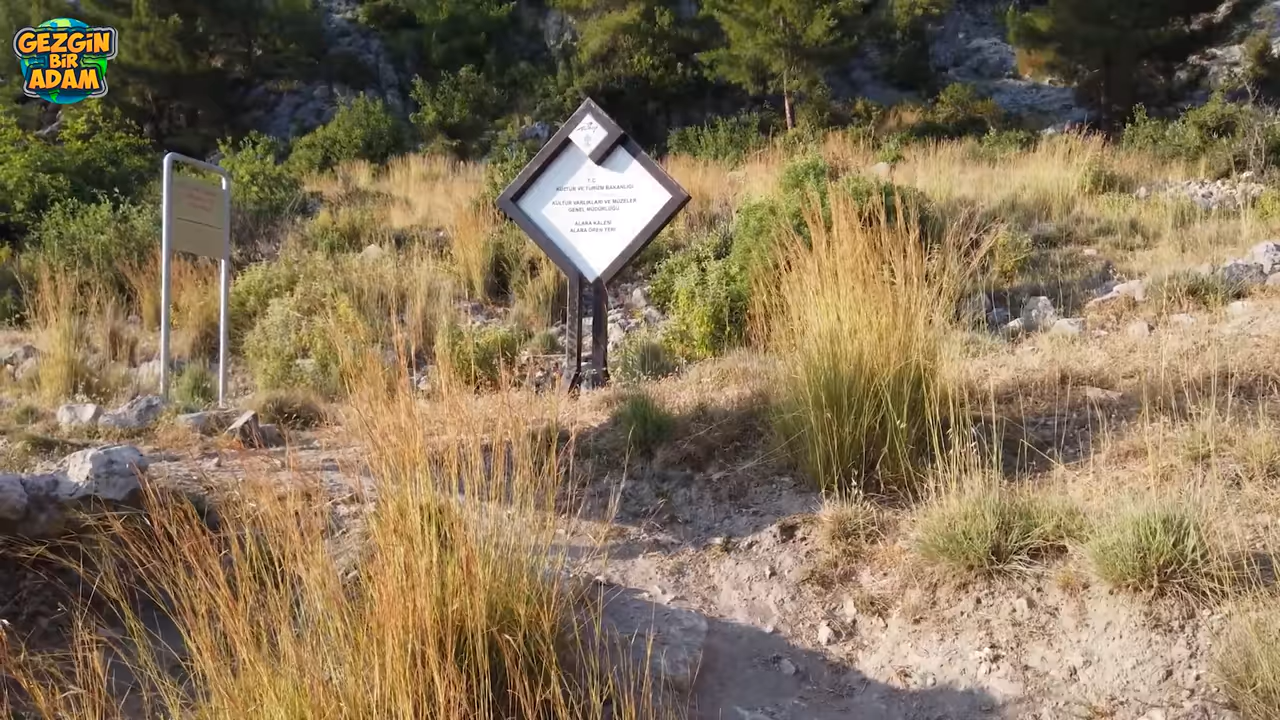 GEZGİN
BİR
ADAM
T.C.
KÜLTÜR VE TURİZM BAKANLIĞI
KÜLTÜR VARLIKLARI VE MÜZELER
GENEL MÜDÜRLÜĞÜ
ALARA KALESİ
ALARA ÖREN YERİ